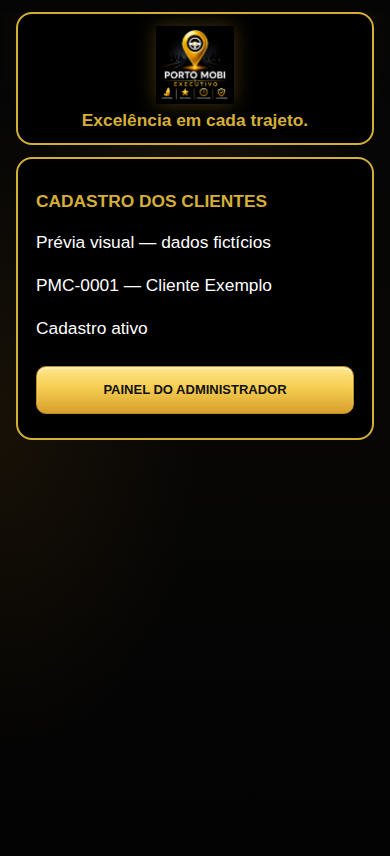 PORTO MOBI
EXECUTIVO
Excelência em cada trajeto.
CADASTRO DOS CLIENTES
Prévia visual — dados fictícios
PMC-0001 — Cliente Exemplo
Cadastro ativo
PAINEL DO ADMINISTRADOR